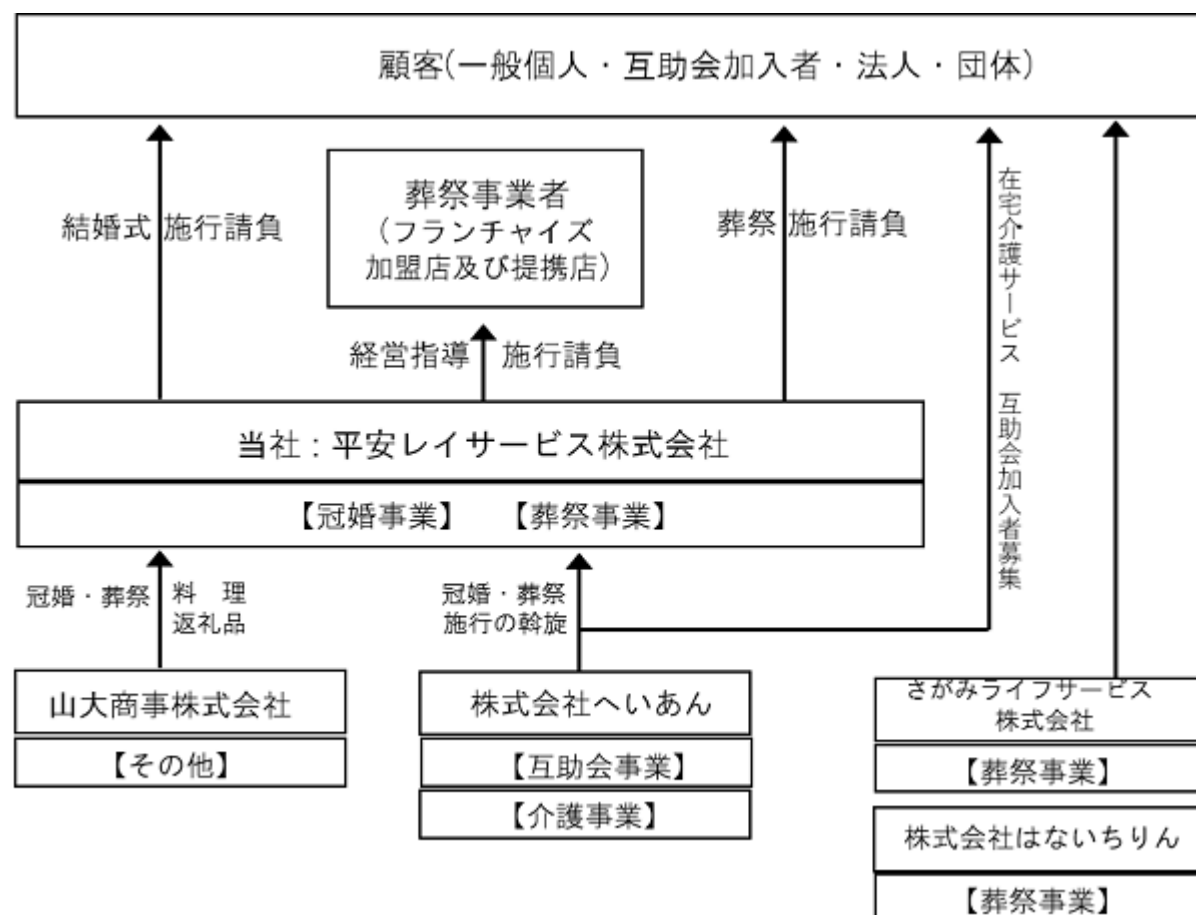 顧客(一般個人・互助会加入者・法人・団体)
葬祭事業者
(フランチャイズ
加盟店及び提携店)
結婚式 施行請負
葬祭 施行請負
在宅介護サービス 互助会加入者募集
経営指導 施行請負
当社：平安レイサービス株式会社
【冠婚事業】 【葬祭事業】
冠婚・葬祭
料 理
返礼品
冠婚・葬祭
施行の斡旋
山大商事株式会社
【その他】
株式会社へいあん
【互助会事業】
【介護事業】
さがみライフサービス
株式会社
【葬祭事業】
株式会社はないちりん
【葬祭事業】